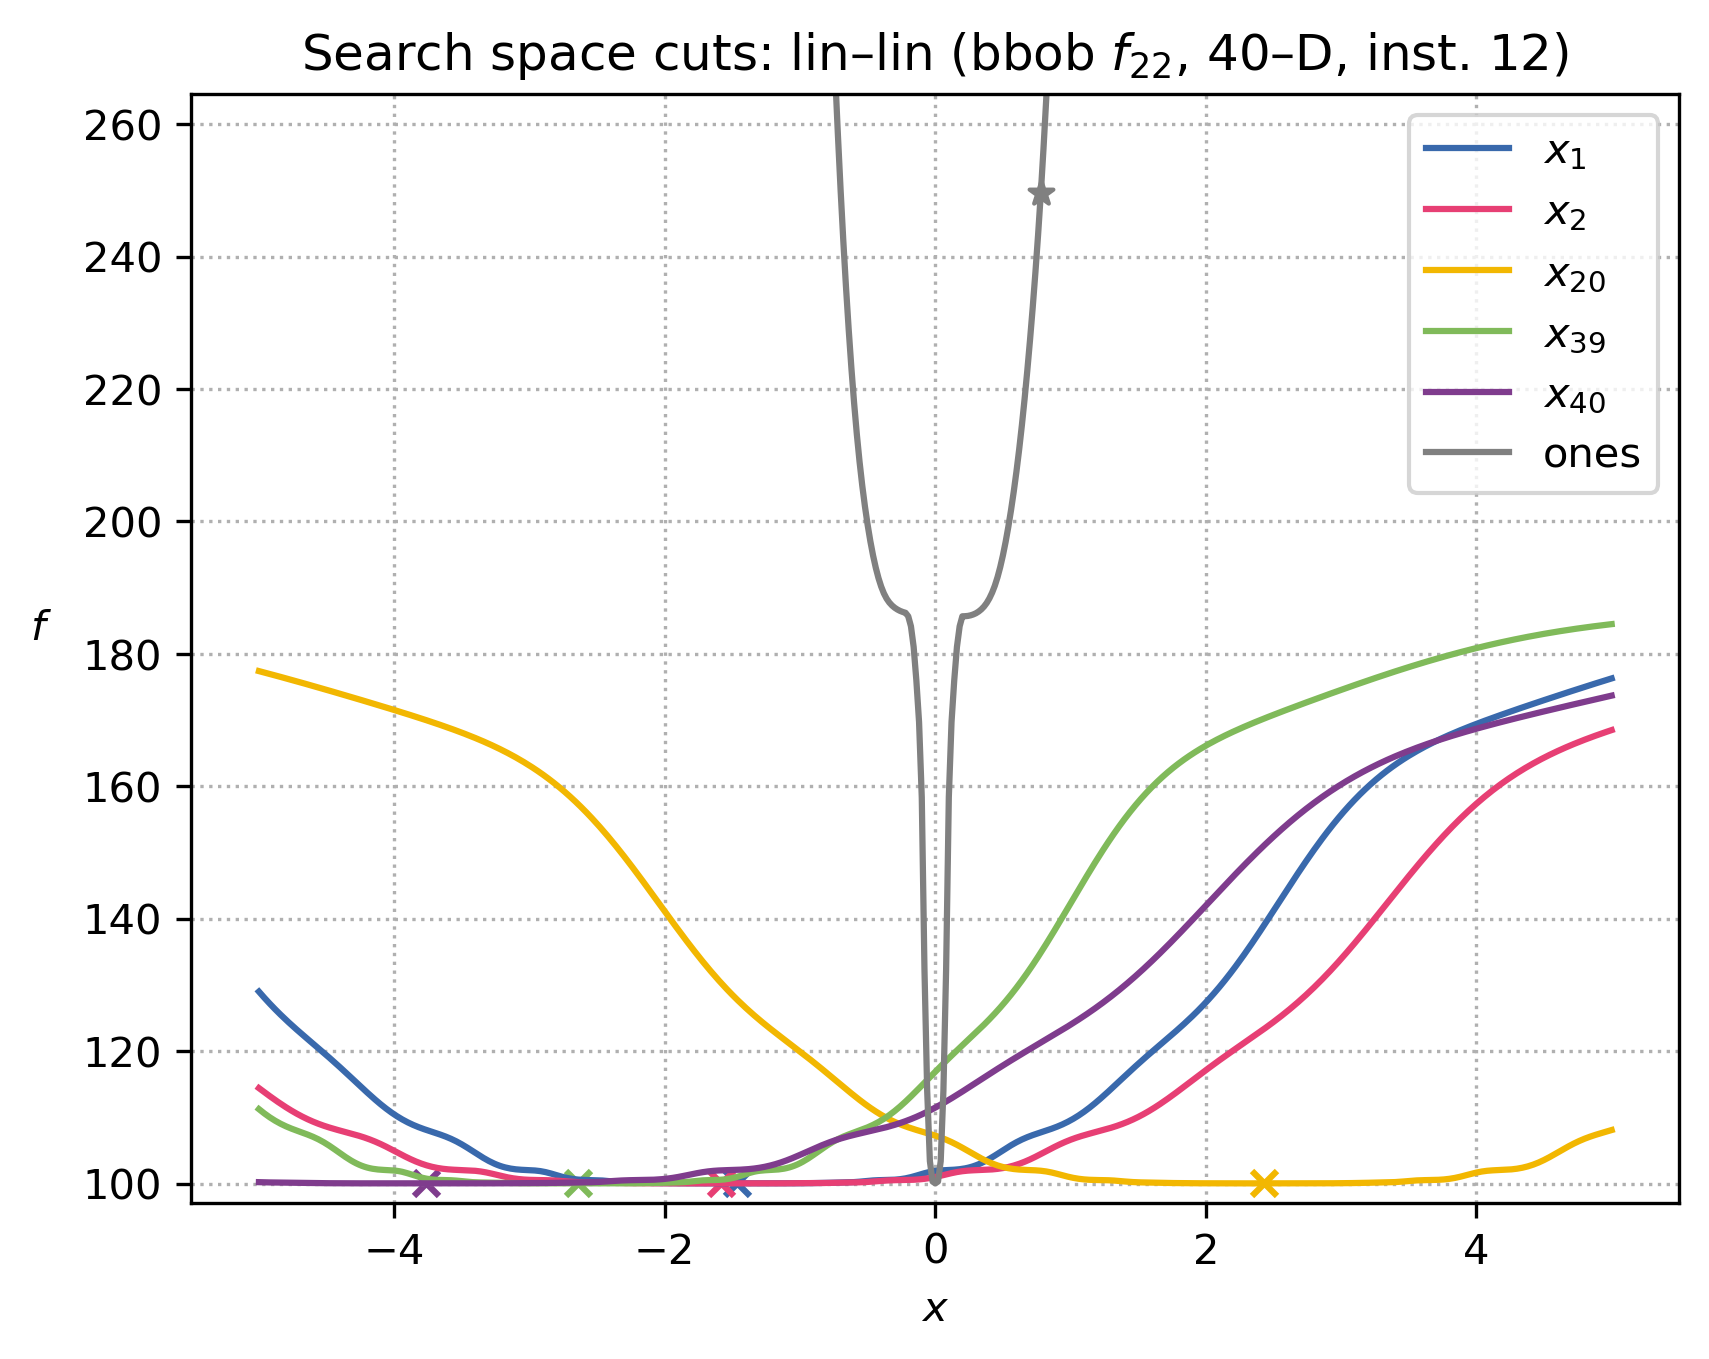 Search space cuts: lin–lin (bbob f₂₂, 40–D, inst. 12)
260
240
220
200
180
160
140
120
100
f
−4
−2
0
2
4
x
x₁
x₂
x₂₀
x₃₉
x₄₀
ones